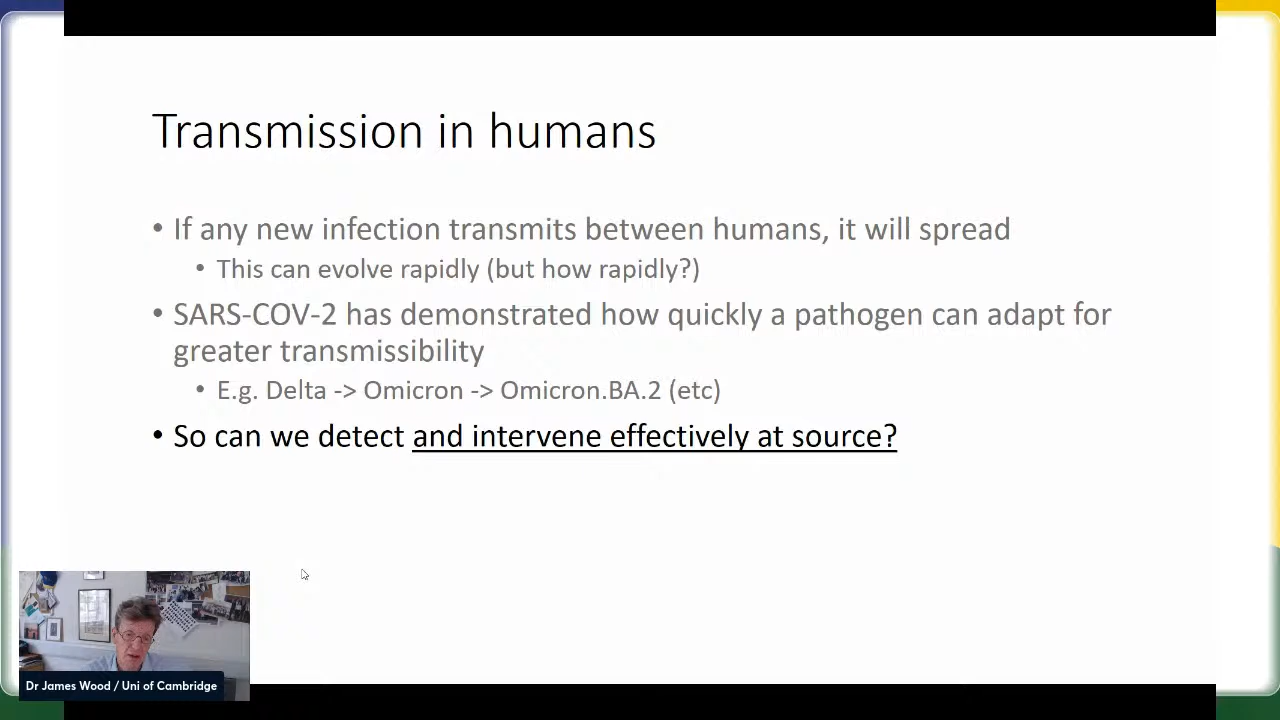 Transmission in humans
• If any new infection transmits between humans, it will spread
• This can evolve rapidly (but how rapidly?)
• SARS-COV-2 has demonstrated how quickly a pathogen can adapt for
greater transmissibility
• E.g. Delta -> Omicron -> Omicron.BA.2 (etc)
• So can we detect and intervene effectively at source?
Dr James Wood / Uni of Cambridge